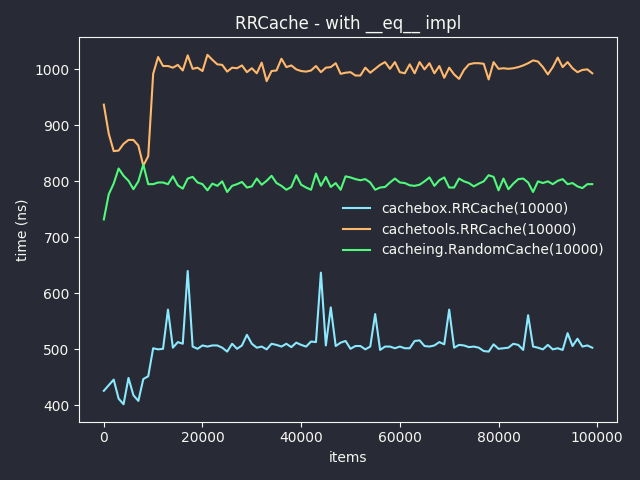 RRCache - with __eq__ impl
time (ns)
1000
900
800
700
600
500
400
cachebox.RRCache(10000)
cachetools.RRCache(10000)
cacheing.RandomCache(10000)
0 20000 40000 60000 80000 100000
items